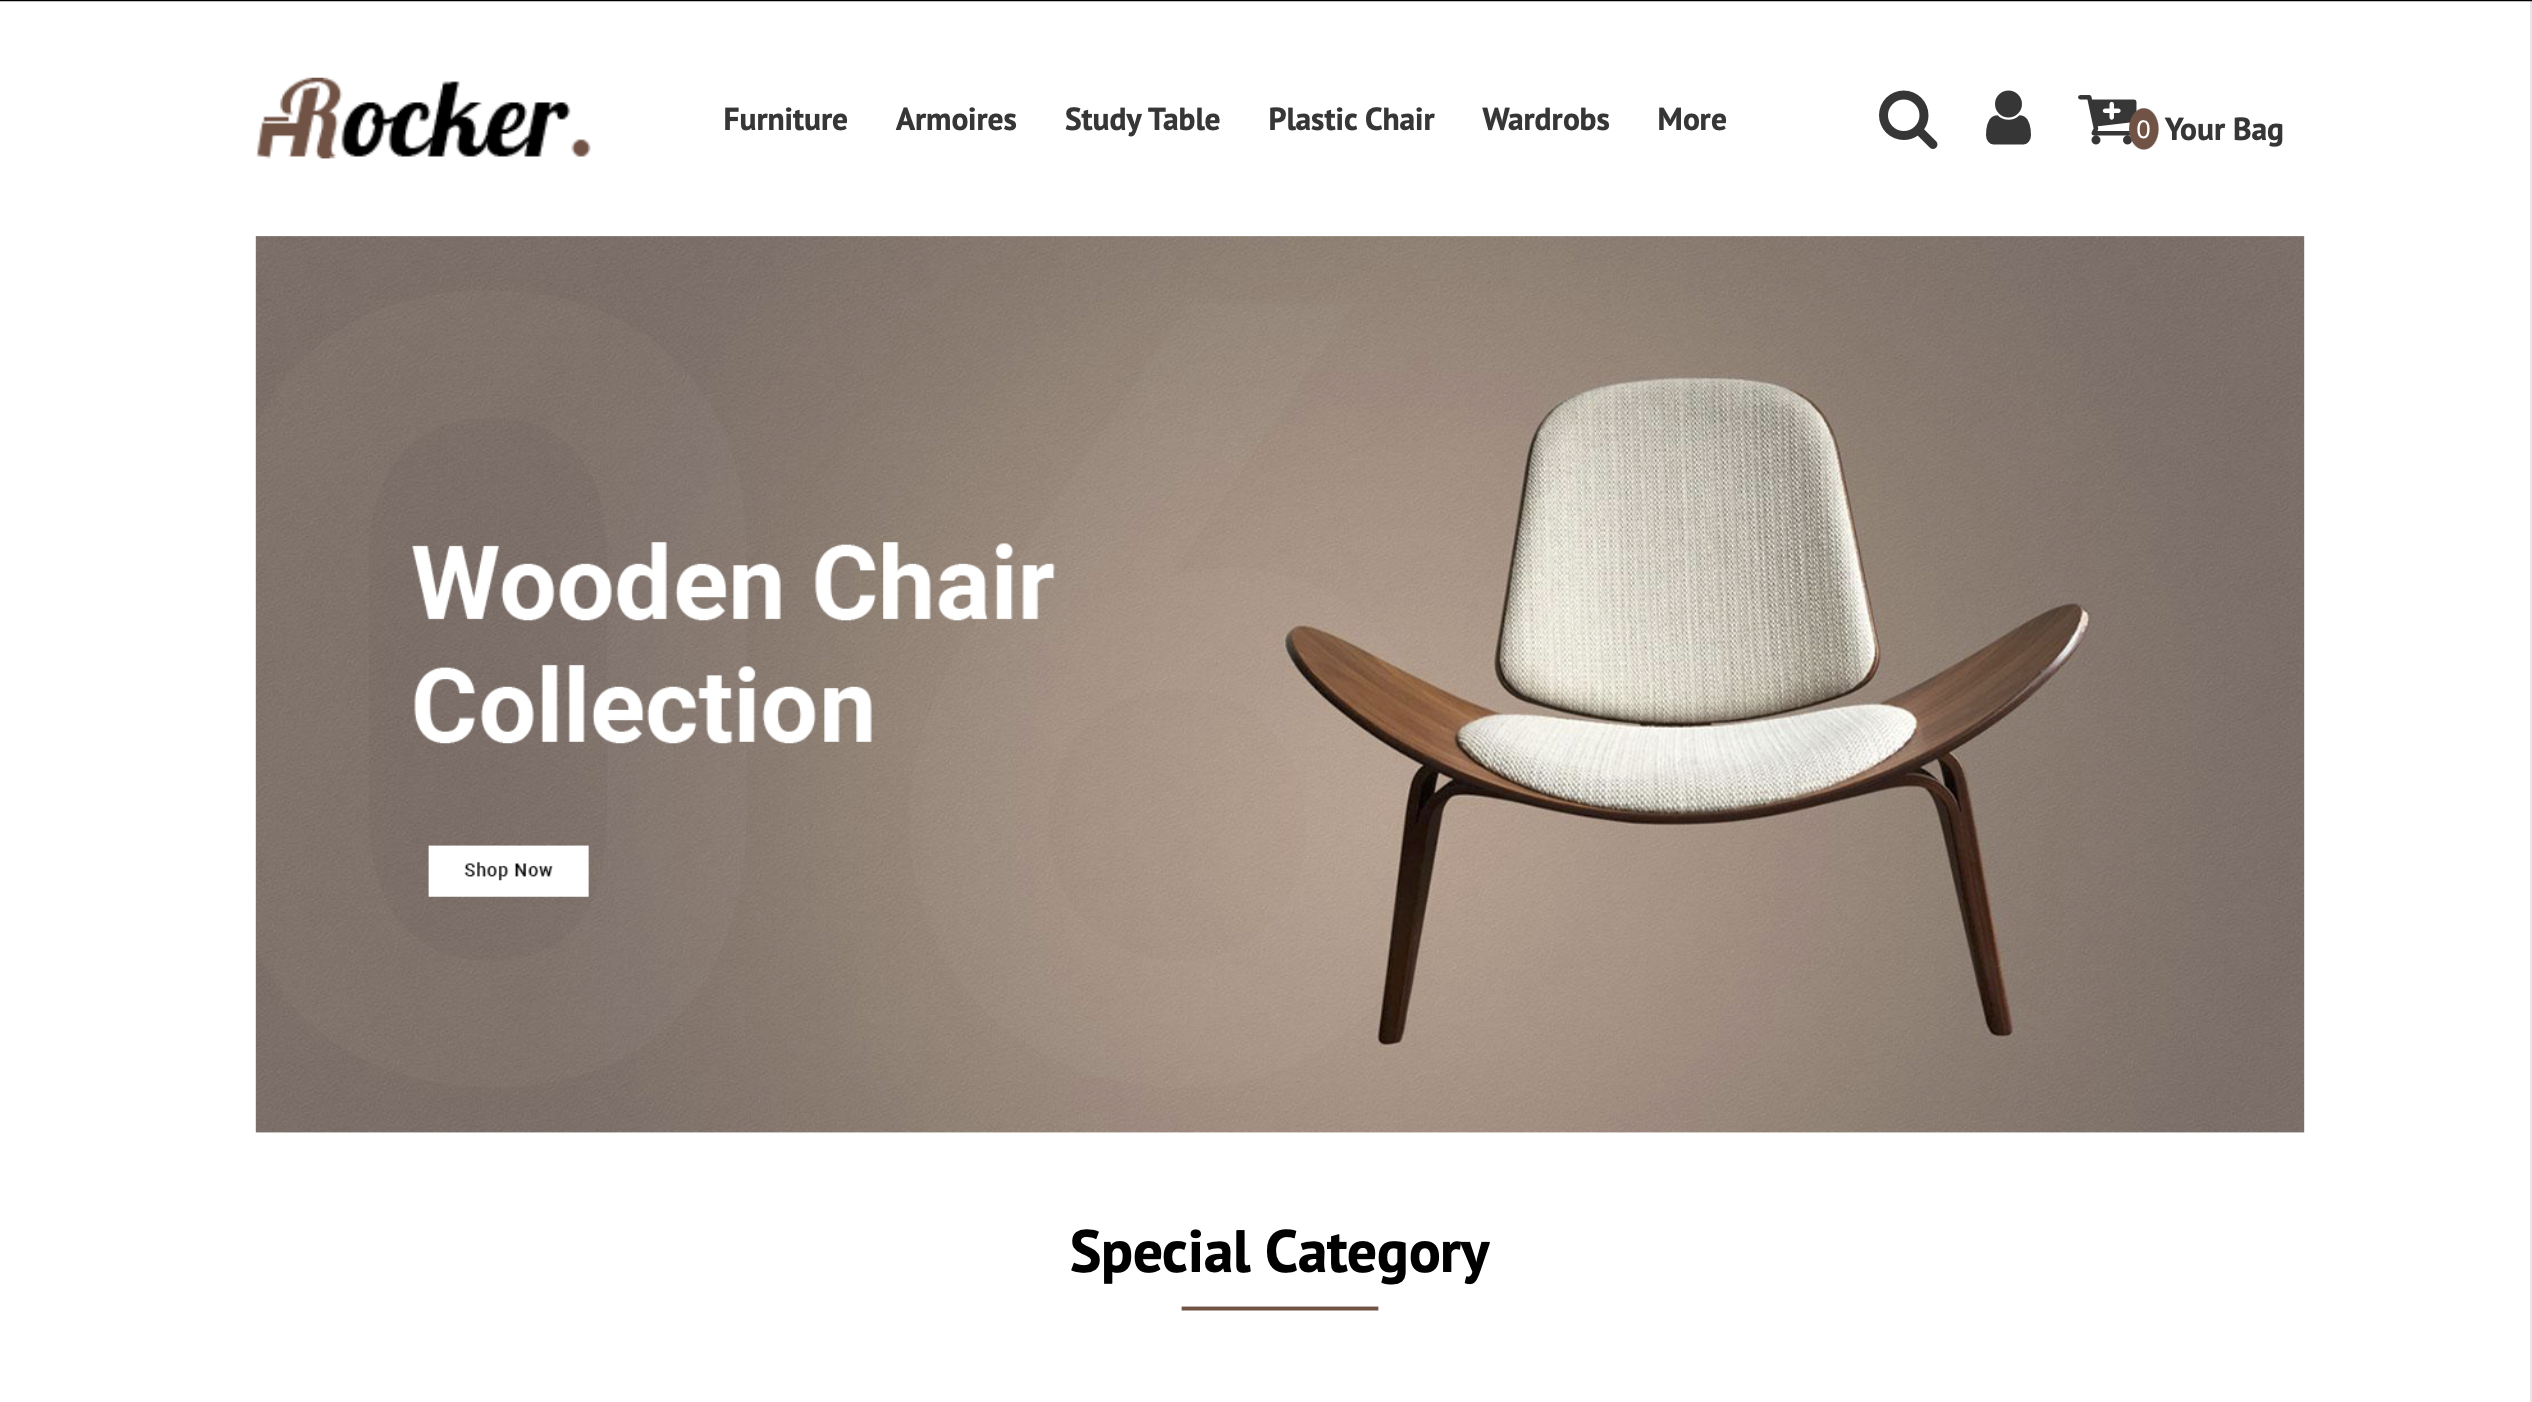 Rocker.
Furniture Armoires Study Table Plastic Chair Wardrobs More
0 Your Bag
Wooden Chair
Collection
Shop Now
Special Category